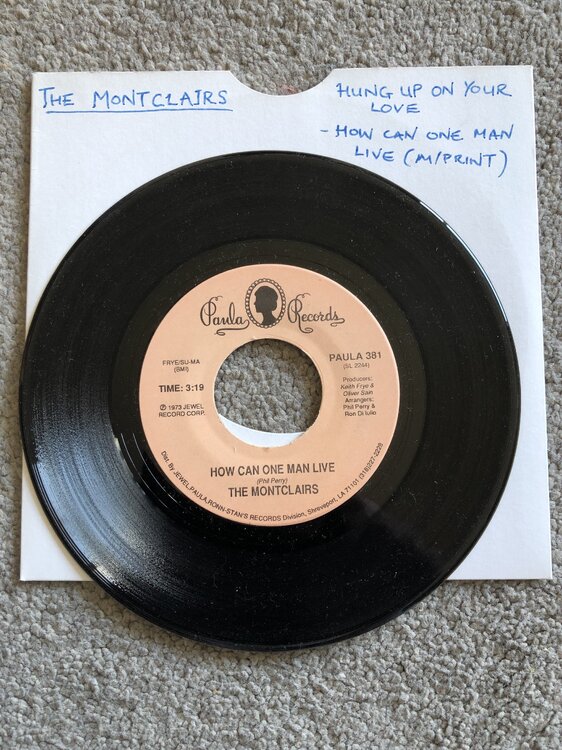 THE MONTCLAIRS
HUNG UP ON YOUR
LOVE
- HOW CAN ONE MAN
LIVE (M/PRINT)
Paula Records
FRYE/SU-MA
(BMI)
TIME: 3:19
℗ 1973 JEWEL
RECORD CORP.
PAULA 381
(SL 2244)
Producers:
Keith Frye &
Oliver Sain
Arrangers:
Phil Perry &
Ron Di Iulio
HOW CAN ONE MAN LIVE
(Phil Perry)
THE MONTCLAIRS
Dist. By JEWEL,PAULA,RONN-STAN'S RECORDS Division, Shreveport, LA 71101 (318)227-2228